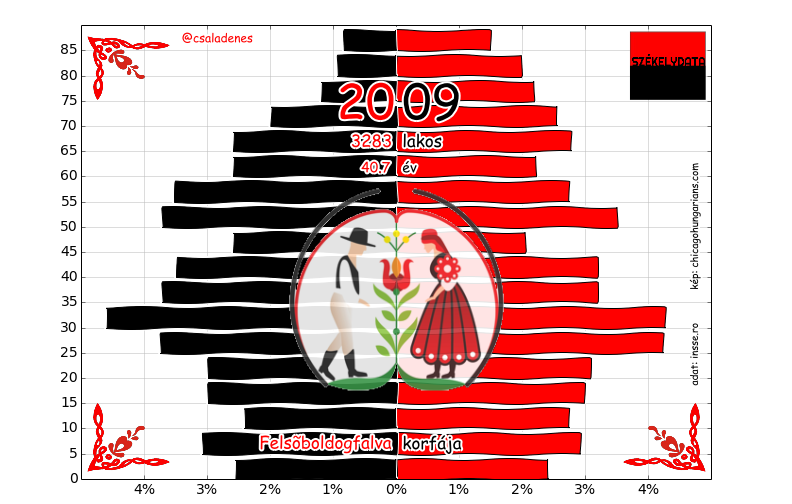 @csaladenes
SZÉKELYDATA
2009
3283 lakos
40.7 év
kép: chicagohungarians.com
adat: insse.ro
Felsõboldogfalva korfája
85
80
75
70
65
60
55
50
45
40
35
30
25
20
15
10
5
0
4% 3% 2% 1% 0% 1% 2% 3% 4%